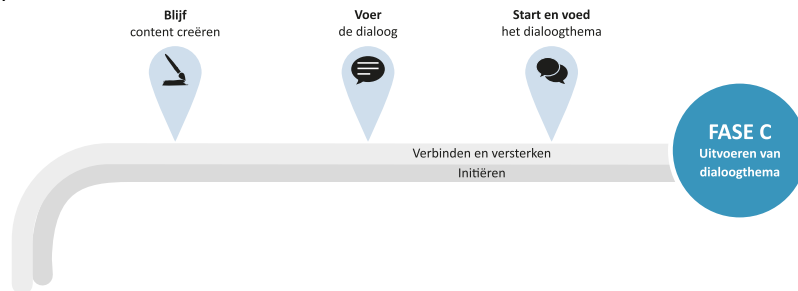 Blijf
content creëren
Voer
de dialoog
Start en voed
het dialoogthema
FASE C
Uitvoeren van
dialoogthema
Verbinden en versterken
Initiëren